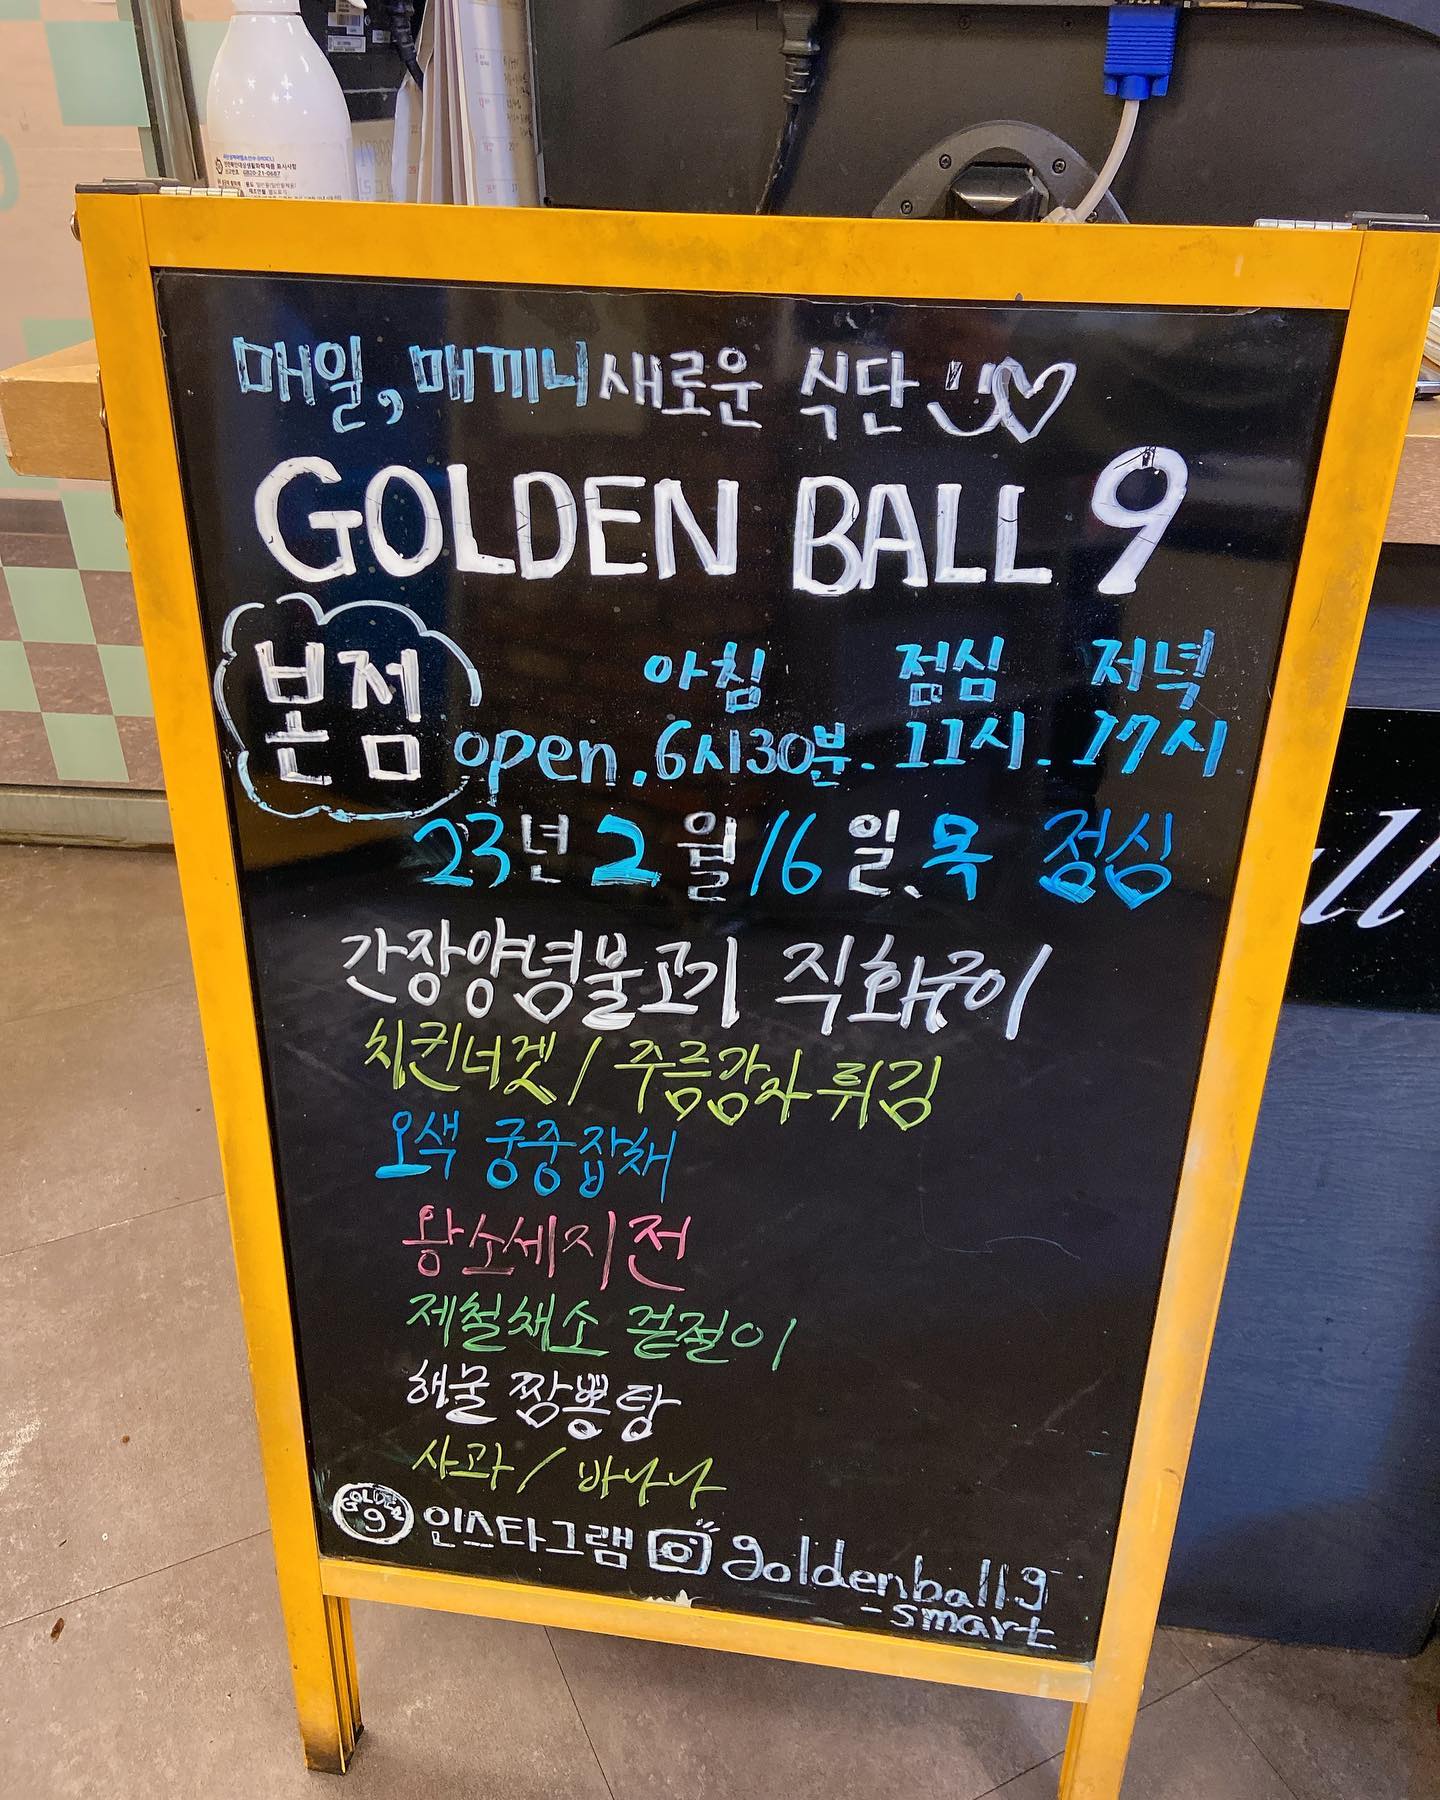 매일, 매끼니 새로운 식단
GOLDEN BALL 9
본점
아침 점심 저녁
open. 6시30분. 11시. 17시
23년 2월 16일. 목 점심
간장양념불고기 직화구이
치킨너겟 / 주름감자튀김
오색 궁중잡채
왕소세지전
제철채소 겉절이
해물 짬뽕탕
사과 / 바나나
GOLDEN 9 인스타그램 goldenball9
-smart